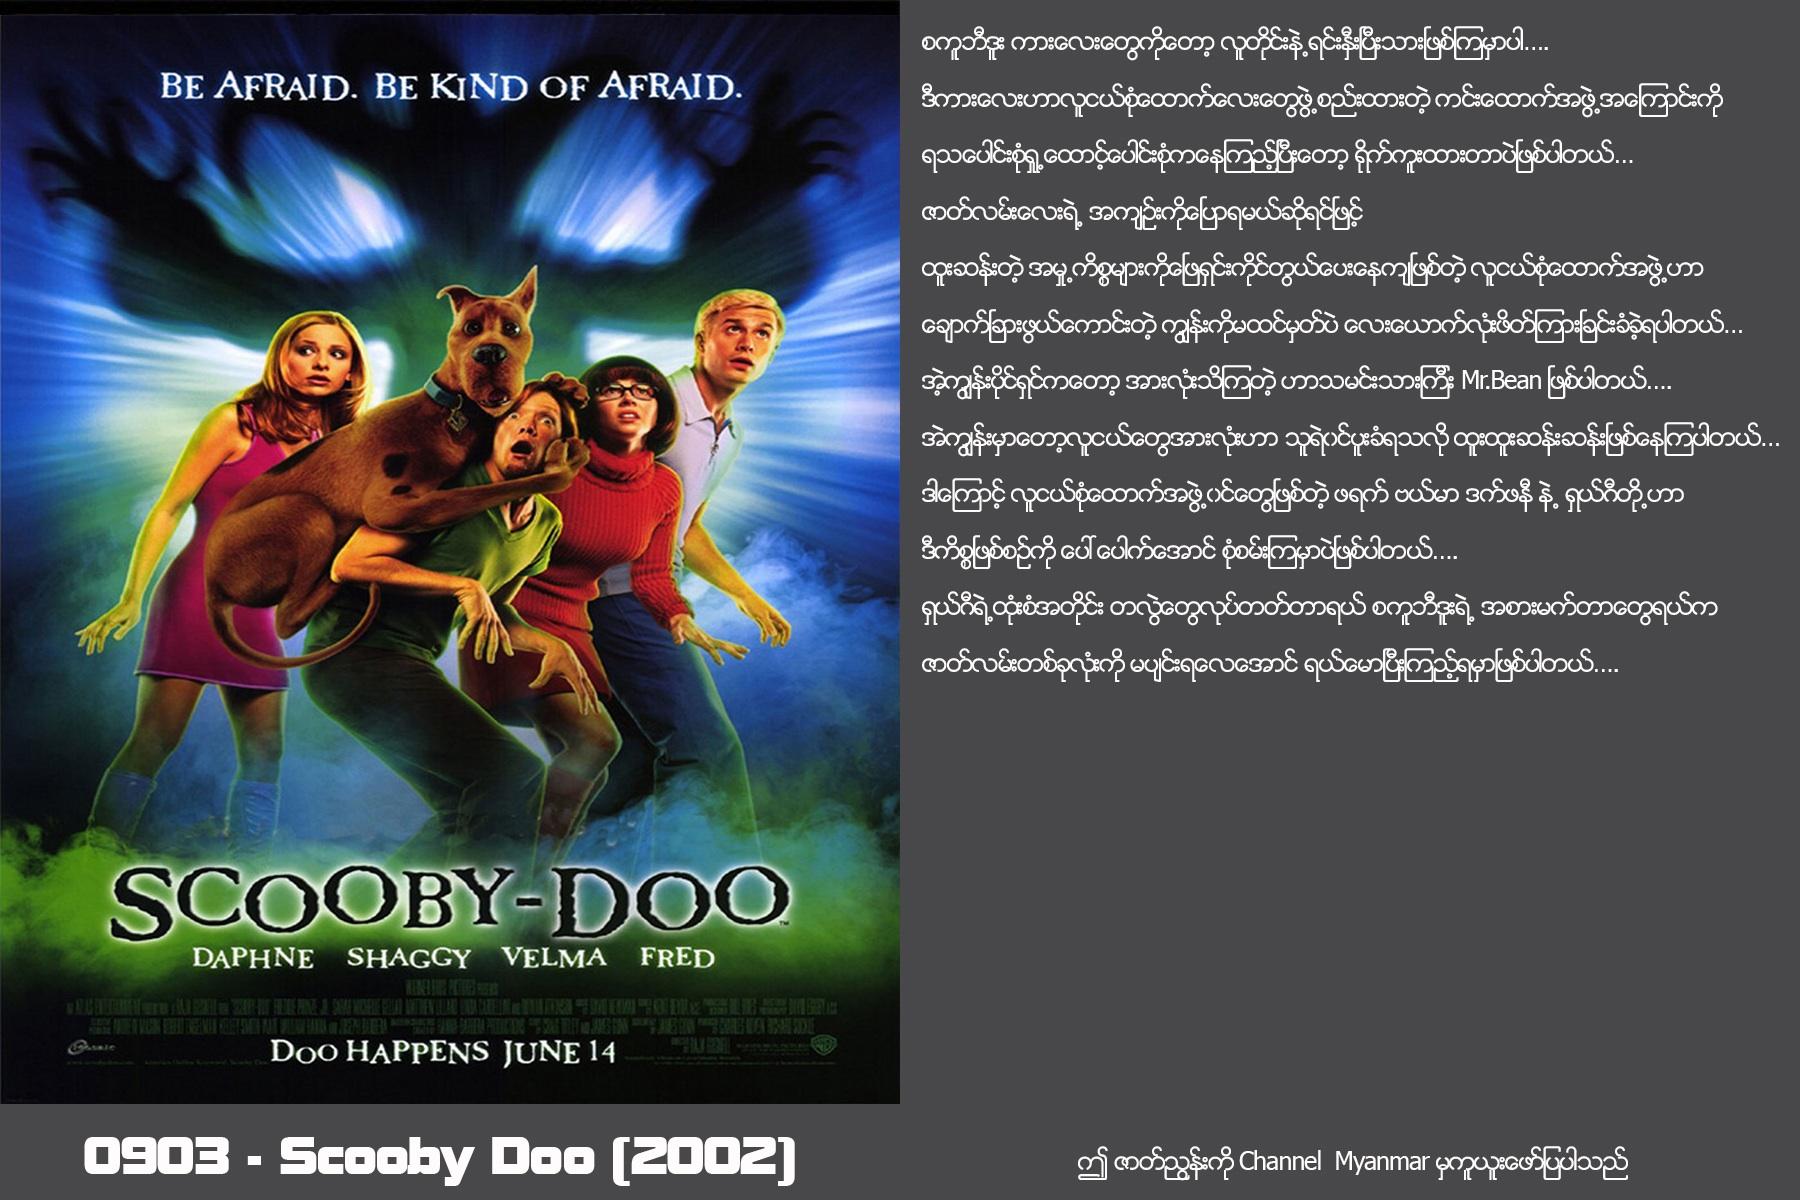 BE AFRAID. BE KIND OF AFRAID.
SCOOBY-DOO
DAPHNE SHAGGY VELMA FRED
DOO HAPPENS JUNE 14
0903 - Scooby Doo (2002)
စကူဘီဒူး ကားလေးတွေကိုတော့ လူတိုင်းနဲ့ ရင်းနှီးပြီးသားဖြစ်ကြမှာပါ....
ဒီကားလေးဟာလူငယ်စုံထောက်လေးတွေဖွဲ့စည်းထားတဲ့ ကင်းထောက်အဖွဲ့အကြောင်းကို
ရသပေါင်းစုံရှု့ထောင့်ပေါင်းစုံကနေကြည့်ပြီးတော့ ရိုက်ကူးထားတာပဲဖြစ်ပါတယ်...
ဇာတ်လမ်းလေးရဲ့ အကျဉ်းကိုပြောရမယ်ဆိုရင်ဖြင့်
ထူးဆန်းတဲ့ အမှု့ကိစ္စများကိုဖြေရှင်းကိုင်တွယ်ပေးနေကျဖြစ်တဲ့ လူငယ်စုံထောက်အဖွဲ့ဟာ
ချောက်ခြားဖွယ်ကောင်းတဲ့ ကျွန်းကိုမထင်မှတ်ပဲ လေးယောက်လုံးဖိတ်ကြားခြင်းခံခဲ့ရပါတယ်...
အဲ့ကျွန်းပိုင်ရှင်ကတော့ အားလုံးသိကြတဲ့ ဟာသမင်းသားကြီး Mr.Bean ဖြစ်ပါတယ်....
အဲကျွန်းမှာတော့လူငယ်တွေအားလုံးဟာ သူရဲဝင်ပူးခံရသလို ထူးထူးဆန်းဆန်းဖြစ်နေကြပါတယ်...
ဒါကြောင့် လူငယ်စုံထောက်အဖွဲ့ဝင်တွေဖြစ်တဲ့ ဖရက် ဗယ်မာ ဒက်ဖနီ နဲ့ ရှယ်ဂီတို့ဟာ
ဒီကိစ္စဖြစ်စဉ်ကို ပေါ်ပေါက်အောင် စုံစမ်းကြမှာပဲဖြစ်ပါတယ်....
ရှယ်ဂီရဲ့ထုံးစံအတိုင်း တလွဲတွေလုပ်တတ်တာရယ် စကူဘီဒူးရဲ့ အစားမက်တာတွေရယ်က
ဇာတ်လမ်းတစ်ခုလုံးကို မပျင်းရလေအောင် ရယ်မောပြီးကြည့်ရမှာဖြစ်ပါတယ်....
ဤ ဇာတ်ညွှန်းကို Channel Myanmar မှကူယူးဖော်ပြပါသည်